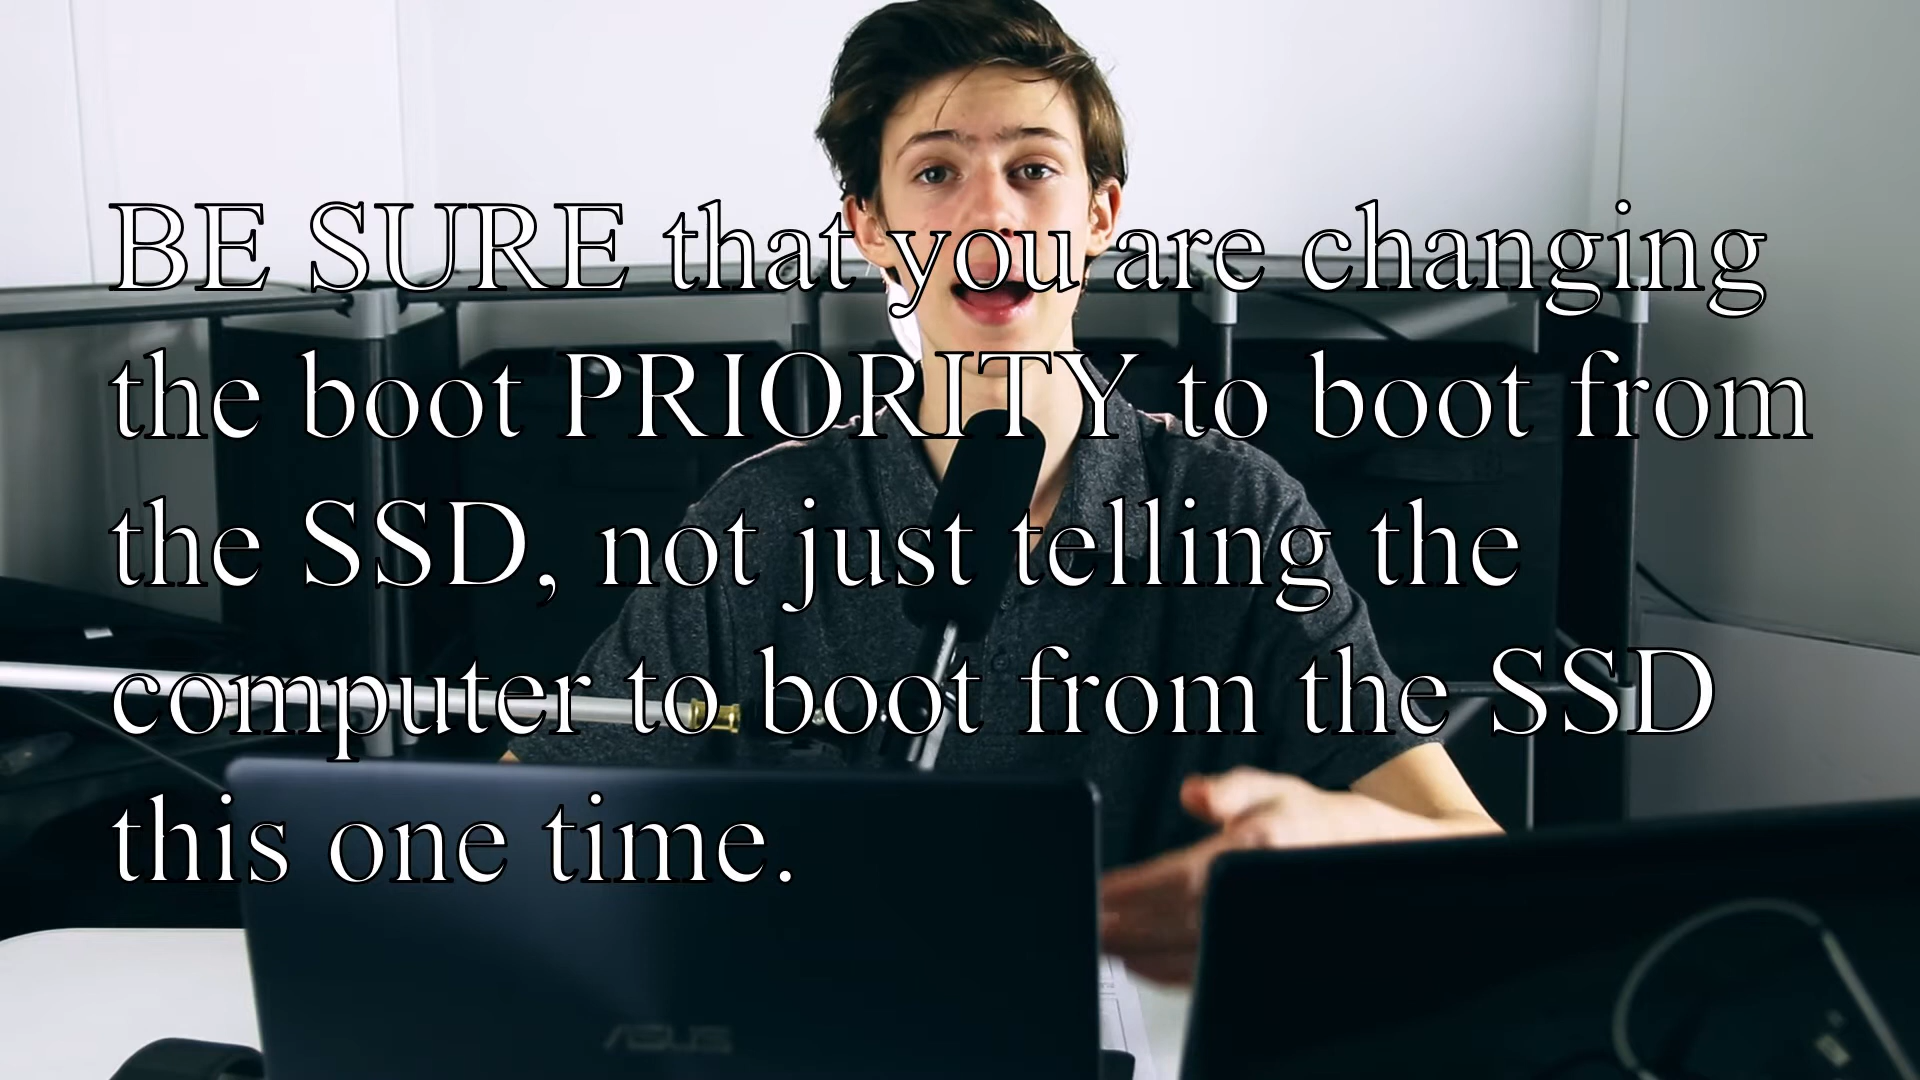 BE SURE that you are changing
the boot PRIORITY to boot from
the SSD, not just telling the
computer to boot from the SSD
this one time.
ASUS